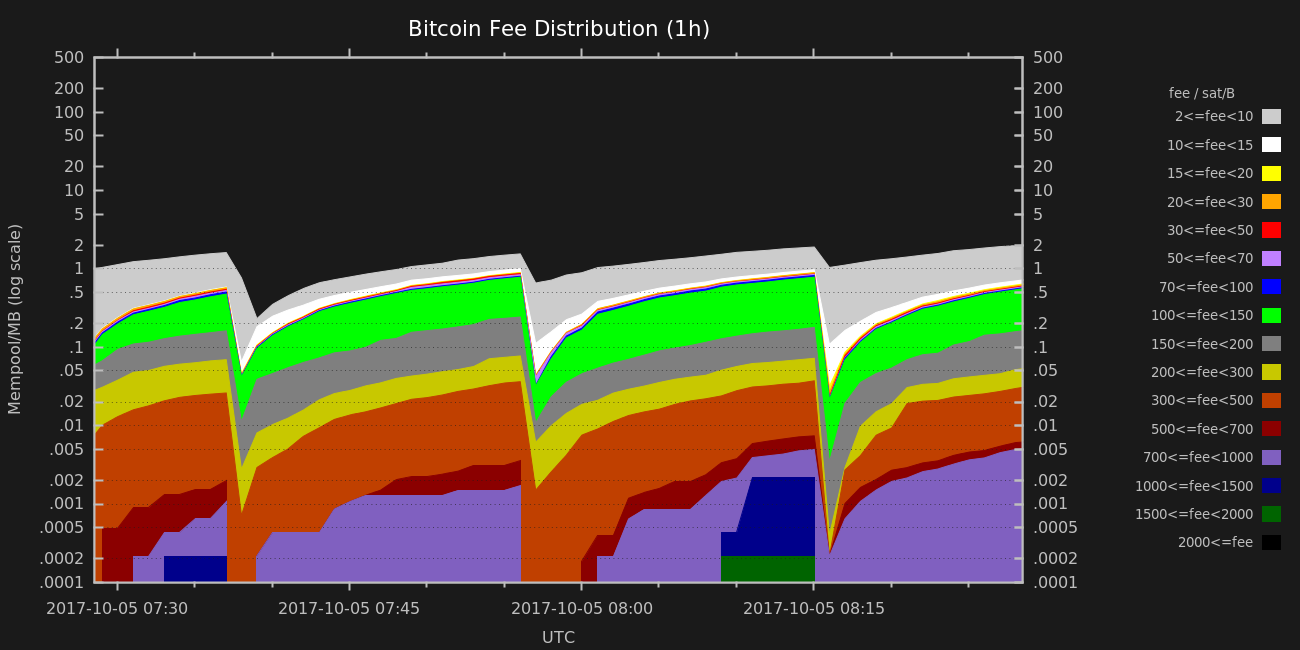 Bitcoin Fee Distribution (1h)
Mempool/MB (log scale)
500
200
100
50
20
10
5
2
1
.5
.2
.1
.05
.02
.01
.005
.002
.001
.0005
.0002
.0001
500
200
100
50
20
10
5
2
1
.5
.2
.1
.05
.02
.01
.005
.002
.001
.0005
.0002
.0001
2017-10-05 07:30 2017-10-05 07:45 2017-10-05 08:00 2017-10-05 08:15
UTC
fee / sat/B
2<=fee<10
10<=fee<15
15<=fee<20
20<=fee<30
30<=fee<50
50<=fee<70
70<=fee<100
100<=fee<150
150<=fee<200
200<=fee<300
300<=fee<500
500<=fee<700
700<=fee<1000
1000<=fee<1500
1500<=fee<2000
2000<=fee